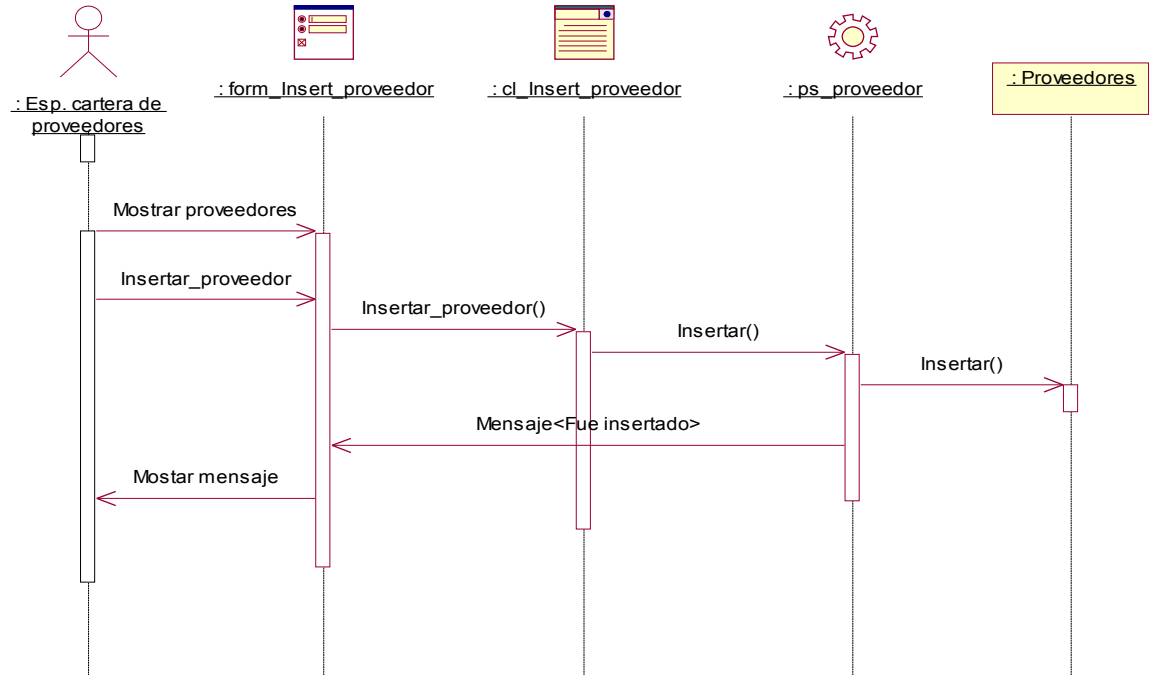 : Esp. cartera de
proveedores
: form_Insert_proveedor
: cl_Insert_proveedor
: ps_proveedor
: Proveedores
Mostrar proveedores
Insertar_proveedor
Insertar_proveedor()
Insertar()
Insertar()
Mensaje<Fue insertado>
Mostar mensaje